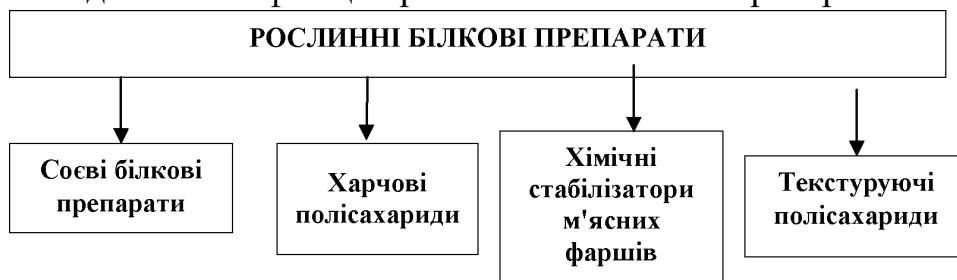 РОСЛИННІ БІЛКОВІ ПРЕПАРАТИ
Соєві білкові
препарати
Харчові
полісахариди
Хімічні
стабілізатори
м'ясних
фаршів
Текстуруючі
полісахариди